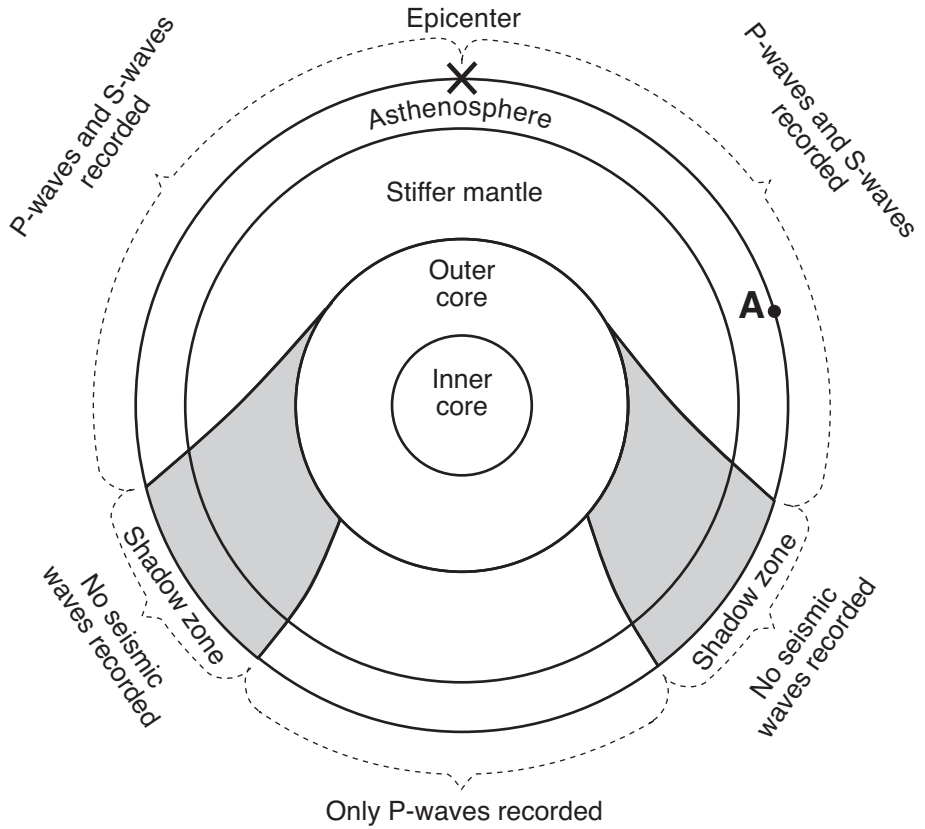 Epicenter
P-waves and S-waves
recorded
P-waves and S-waves
recorded
Asthenosphere
Stiffer mantle
Outer
core
A
Inner
core
Shadow zone
No seismic
waves recorded
Shadow zone
No seismic
waves recorded
Only P-waves recorded